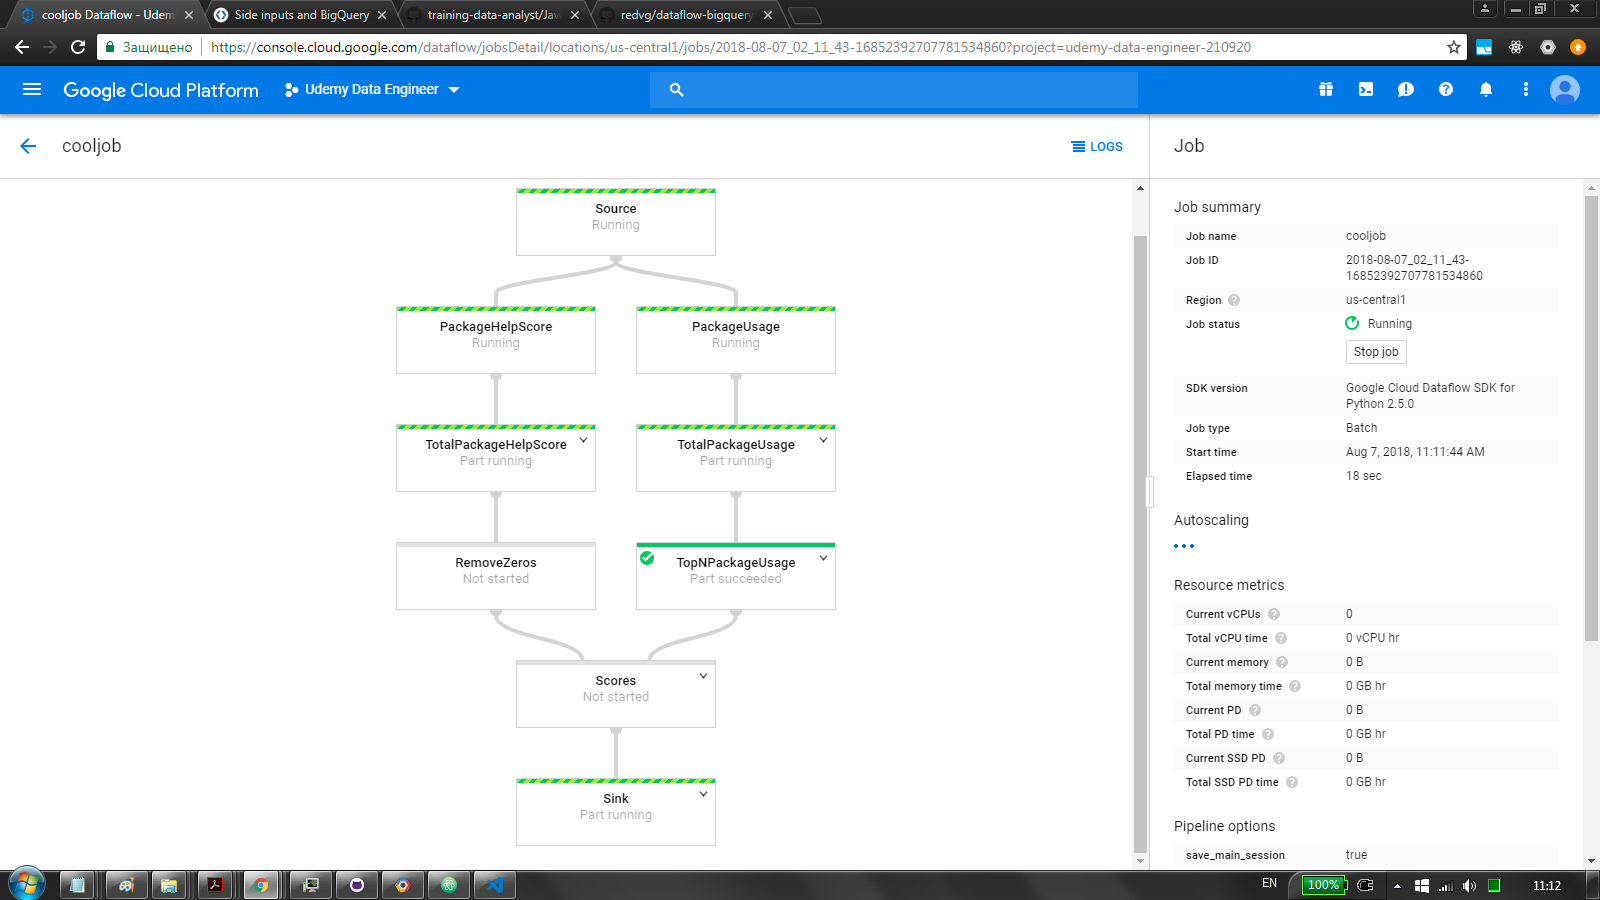 cooljob Dataflow - Udem
Side inputs and BigQuery
training-data-analyst/Jav
redvg/dataflow-bigquery
Защищено
https://console.cloud.google.com/dataflow/jobsDetail/locations/us-central1/jobs/2018-08-07_02_11_43-16852392707781534860?project=udemy-data-engineer-210920
Google Cloud Platform
Udemy Data Engineer
cooljob
LOGS
Source
Running
PackageHelpScore
Running
PackageUsage
Running
TotalPackageHelpScore
Part running
TotalPackageUsage
Part running
RemoveZeros
Not started
TopNPackageUsage
Part succeeded
Scores
Not started
Sink
Part running
Job
Job summary
Job name cooljob
Job ID 2018-08-07_02_11_43-
16852392707781534860
Region us-central1
Job status Running
Stop job
SDK version Google Cloud Dataflow SDK for
Python 2.5.0
Job type Batch
Start time Aug 7, 2018, 11:11:44 AM
Elapsed time 18 sec
Autoscaling
Resource metrics
Current vCPUs 0
Total vCPU time 0 vCPU hr
Current memory 0 B
Total memory time 0 GB hr
Current PD 0 B
Total PD time 0 GB hr
Current SSD PD 0 B
Total SSD PD time 0 GB hr
Pipeline options
save_main_session true
EN
100%
11:12